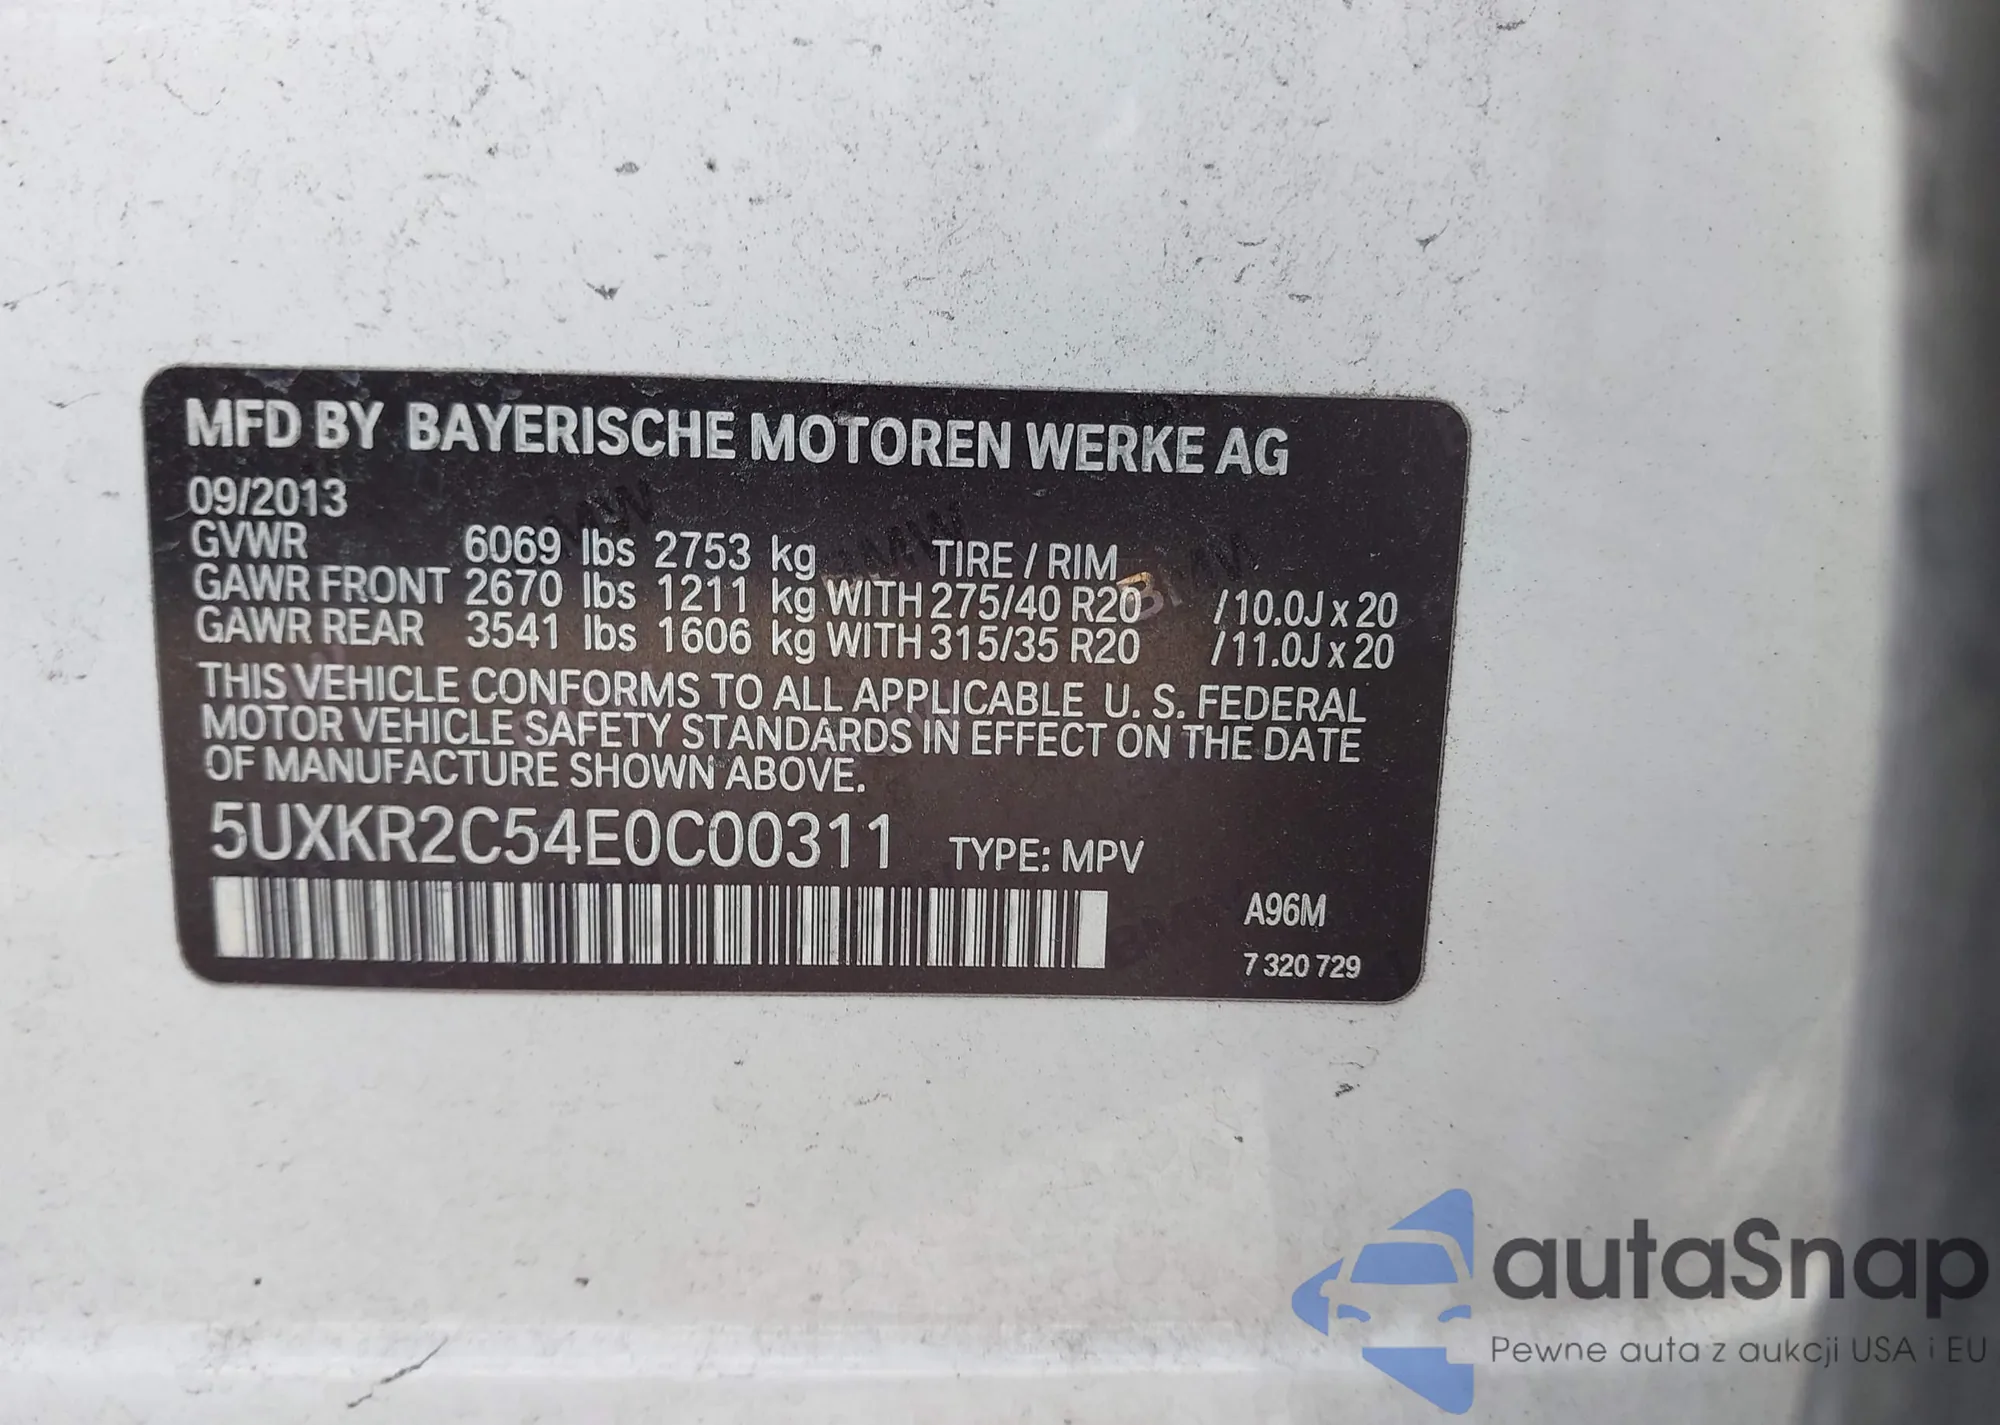 MFD BY BAYERISCHE MOTOREN WERKE AG
09/2013
GVWR 6069 lbs 2753 kg TIRE / RIM
GAWR FRONT 2670 lbs 1211 kg WITH 275/40 R20 /10.0J x 20
GAWR REAR 3541 lbs 1606 kg WITH 315/35 R20 /11.0J x 20
THIS VEHICLE CONFORMS TO ALL APPLICABLE U. S. FEDERAL
MOTOR VEHICLE SAFETY STANDARDS IN EFFECT ON THE DATE
OF MANUFACTURE SHOWN ABOVE.
5UXKR2C54E0C00311 TYPE: MPV
A96M
7 320 729
autaSnap
Pewne auta z aukcji USA i EU